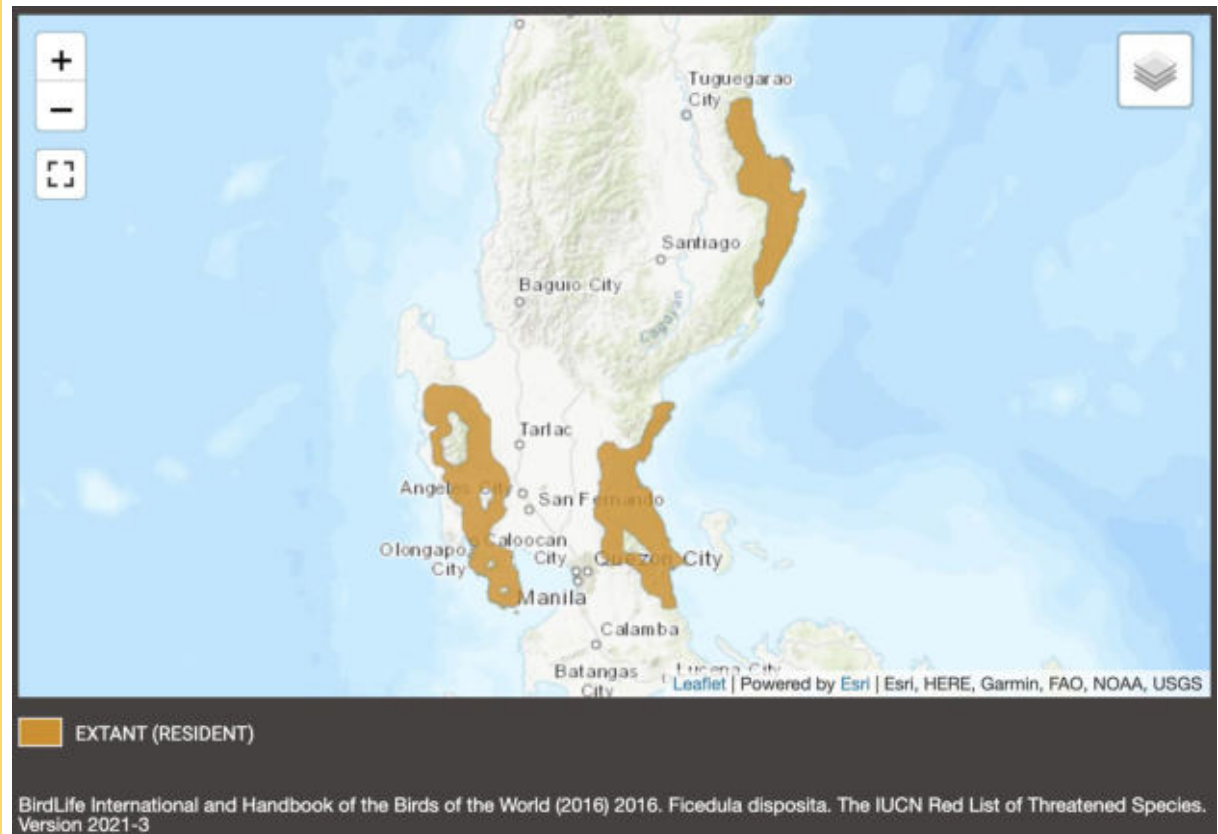 +
−
Tuguegarao
City
Santiago
Baguio City
Cagayan
Tarlac
Angeles City
San Fernando
Caloocan
City
Olongapo
City
Quezon City
Manila
Calamba
Batangas
City
Lucena City
Leaflet | Powered by Esri | Esri, HERE, Garmin, FAO, NOAA, USGS
EXTANT (RESIDENT)
BirdLife International and Handbook of the Birds of the World (2016) 2016. Ficedula disposita. The IUCN Red List of Threatened Species.
Version 2021-3